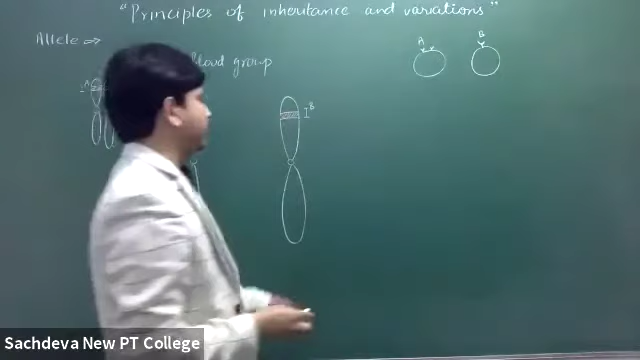 "Principles of inheritance and variations"
Allele ⇒
Blood group
A
B
I^A
I^B
Sachdeva New PT College